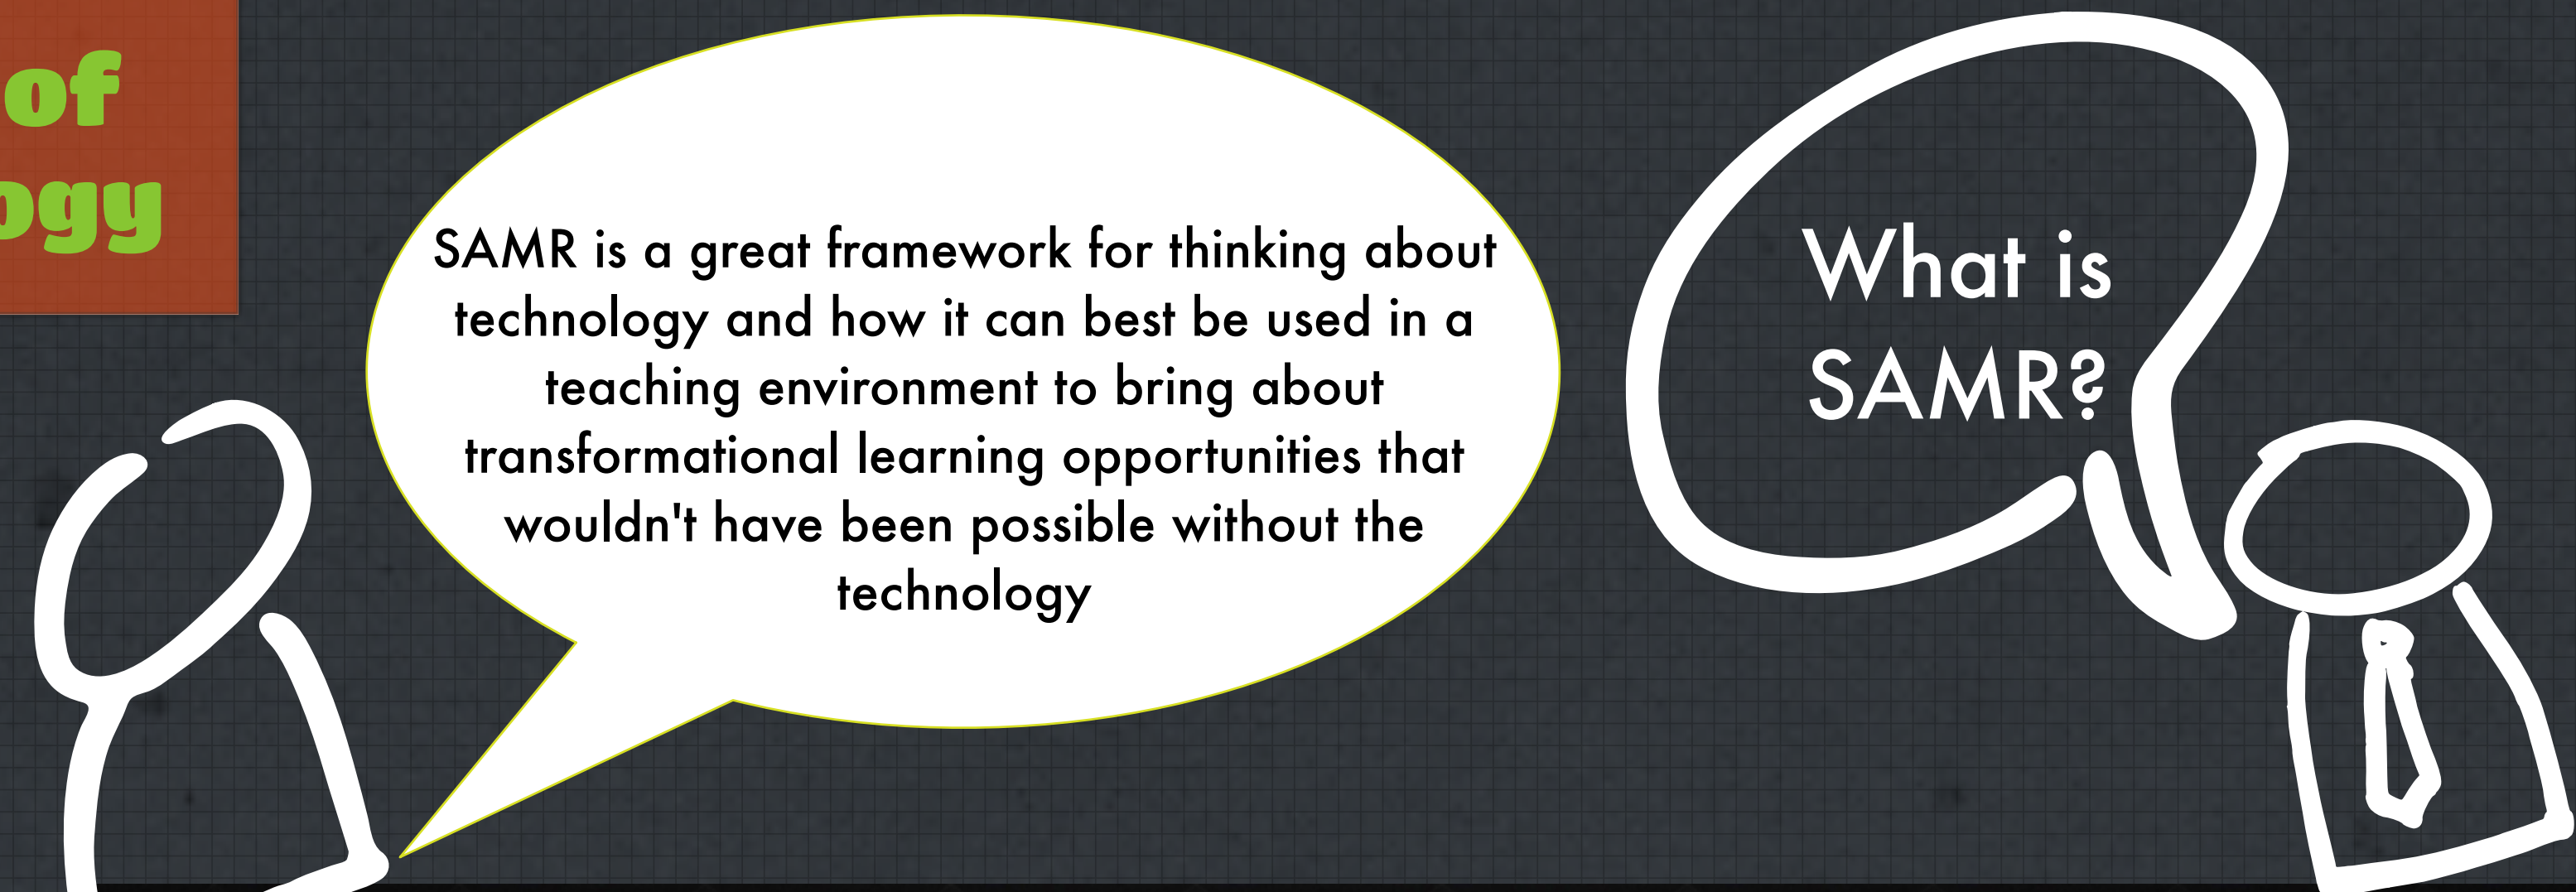 of
ogy
SAMR is a great framework for thinking about
technology and how it can best be used in a
teaching environment to bring about
transformational learning opportunities that
wouldn't have been possible without the
technology
What is
SAMR?